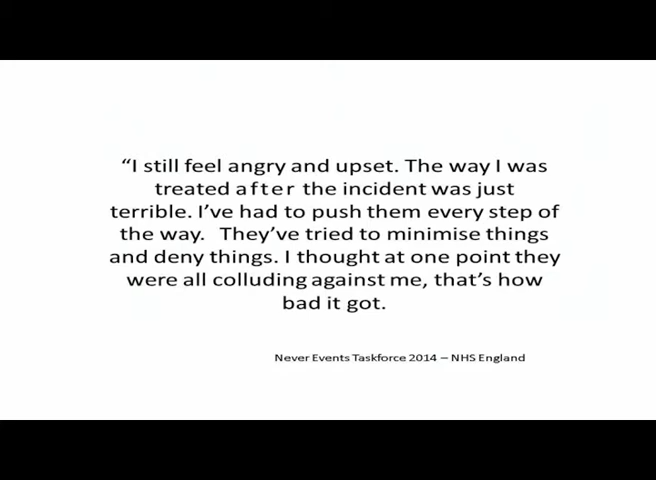 “I still feel angry and upset. The way I was
treated after the incident was just
terrible. I’ve had to push them every step of
the way.  They’ve tried to minimise things
and deny things. I thought at one point they
were all colluding against me, that’s how
bad it got.
Never Events Taskforce 2014 – NHS England